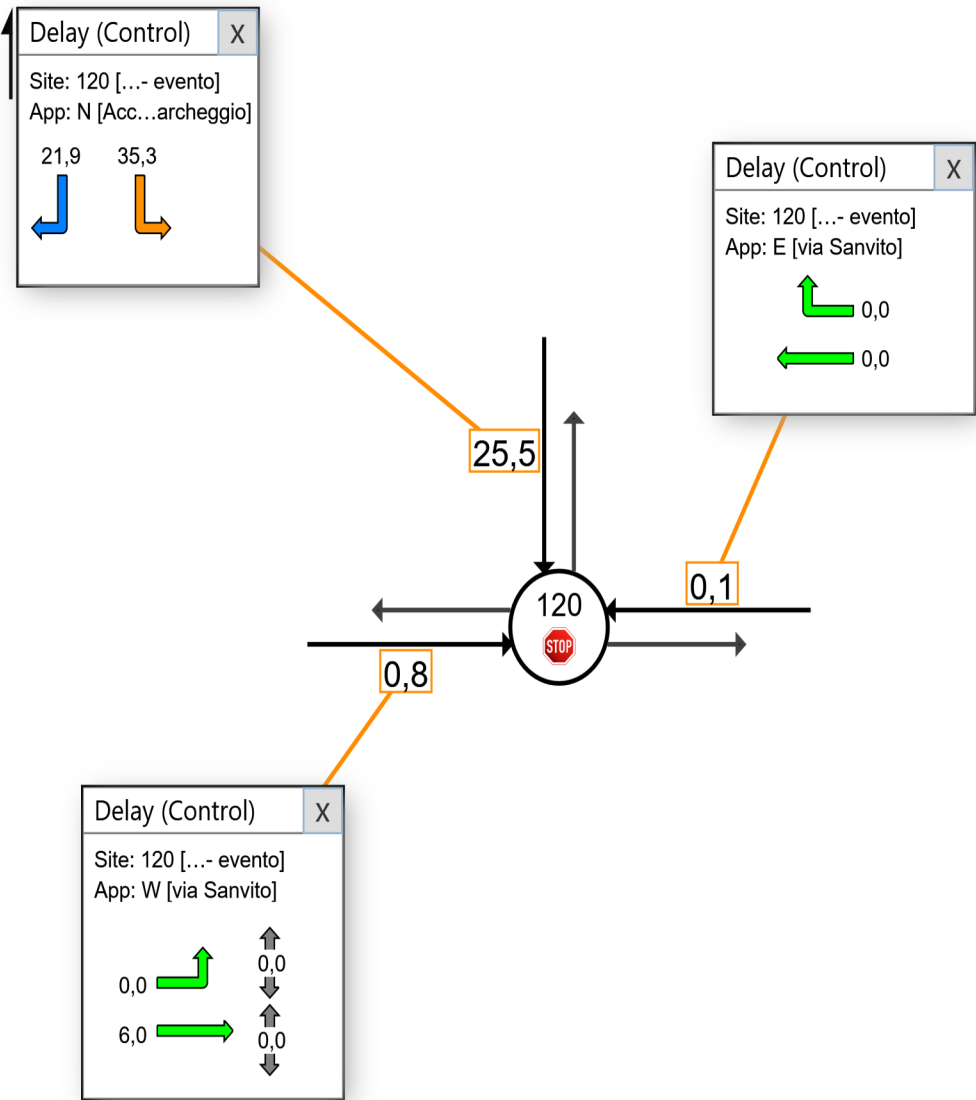 Delay (Control) X
Site: 120 [...- evento]
App: N [Acc...archeggio]
21,9 35,3
Delay (Control) X
Site: 120 [...- evento]
App: E [via Sanvito]
0,0
0,0
25,5
0,1
120
STOP
0,8
Delay (Control) X
Site: 120 [...- evento]
App: W [via Sanvito]
0,0 0,0
6,0 0,0